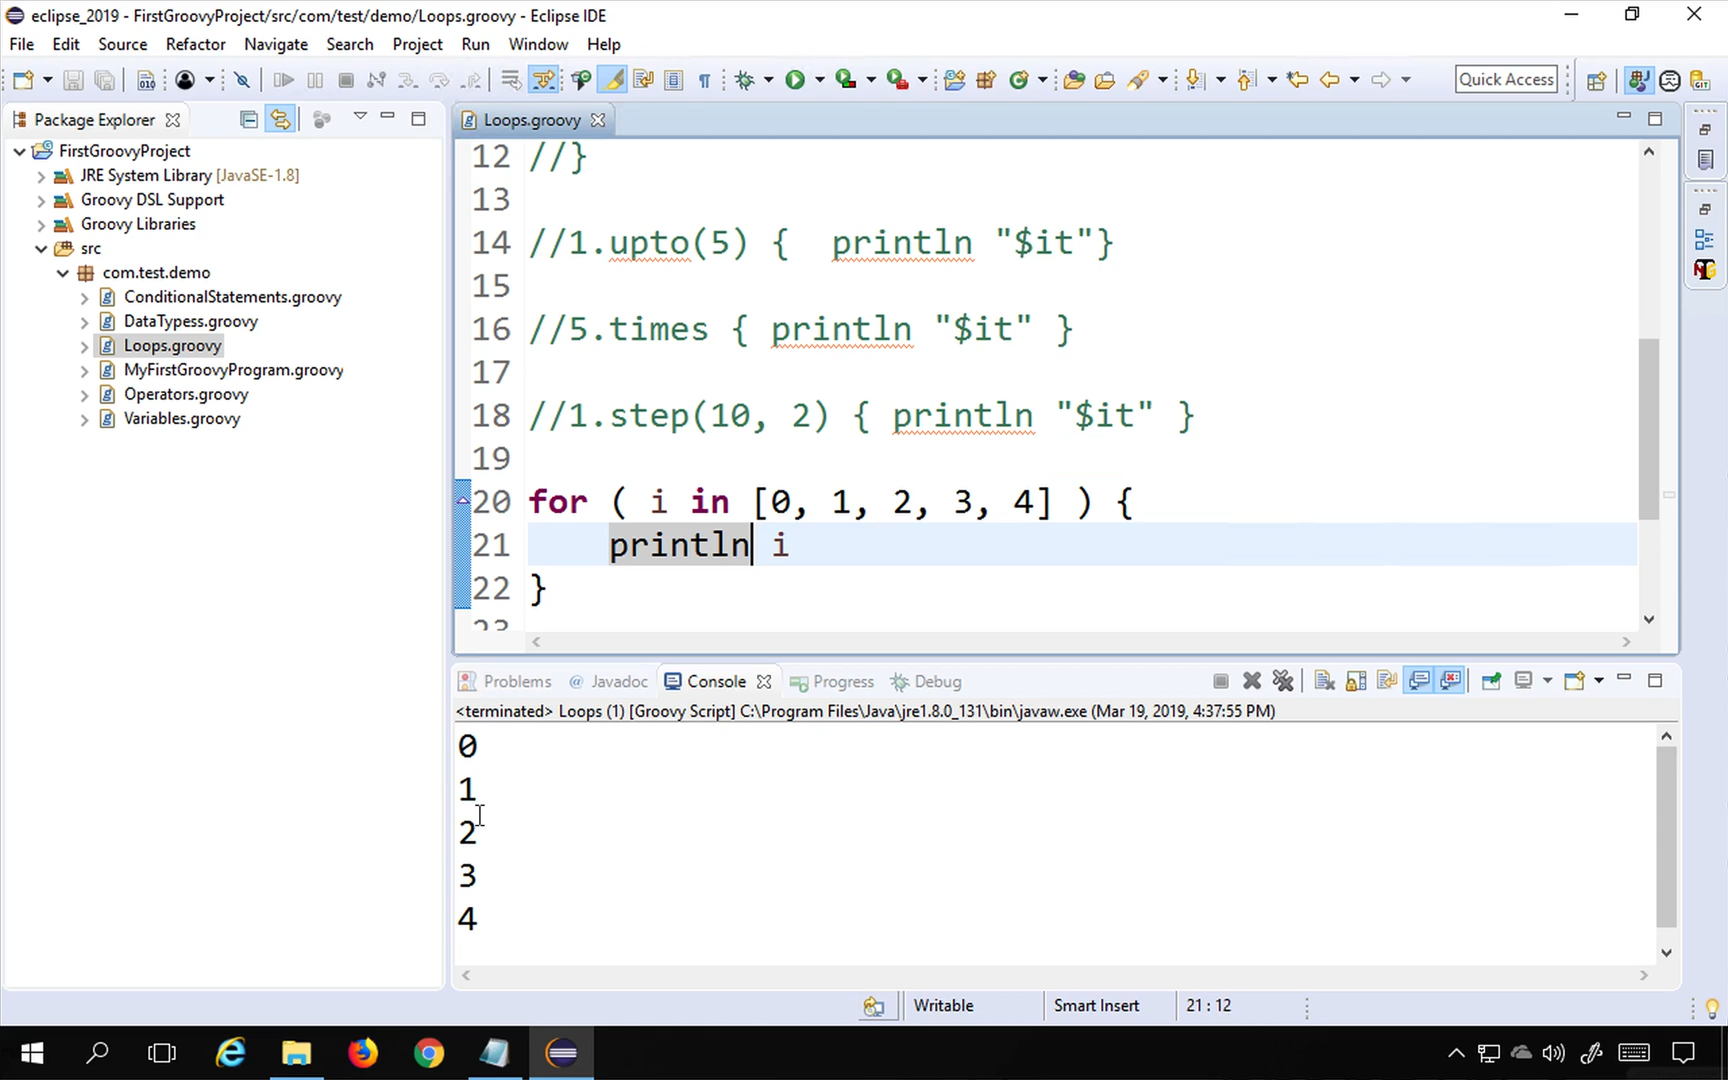 eclipse_2019 - FirstGroovyProject/src/com/test/demo/Loops.groovy - Eclipse IDE
File Edit Source Refactor Navigate Search Project Run Window Help
Quick Access
Package Explorer
FirstGroovyProject
JRE System Library [JavaSE-1.8]
Groovy DSL Support
Groovy Libraries
src
com.test.demo
ConditionalStatements.groovy
DataTypess.groovy
Loops.groovy
MyFirstGroovyProgram.groovy
Operators.groovy
Variables.groovy
Loops.groovy
12 //}
13
14 //1.upto(5) {  println "$it"}
15
16 //5.times { println "$it" }
17
18 //1.step(10, 2) { println "$it" }
19
20 for ( i in [0, 1, 2, 3, 4] ) {
21     println i
22 }
23
Problems @ Javadoc Console Progress Debug
<terminated> Loops (1) [Groovy Script] C:\Program Files\Java\jre1.8.0_131\bin\javaw.exe (Mar 19, 2019, 4:37:55 PM)
0
1
2
3
4
Writable Smart Insert 21 : 12